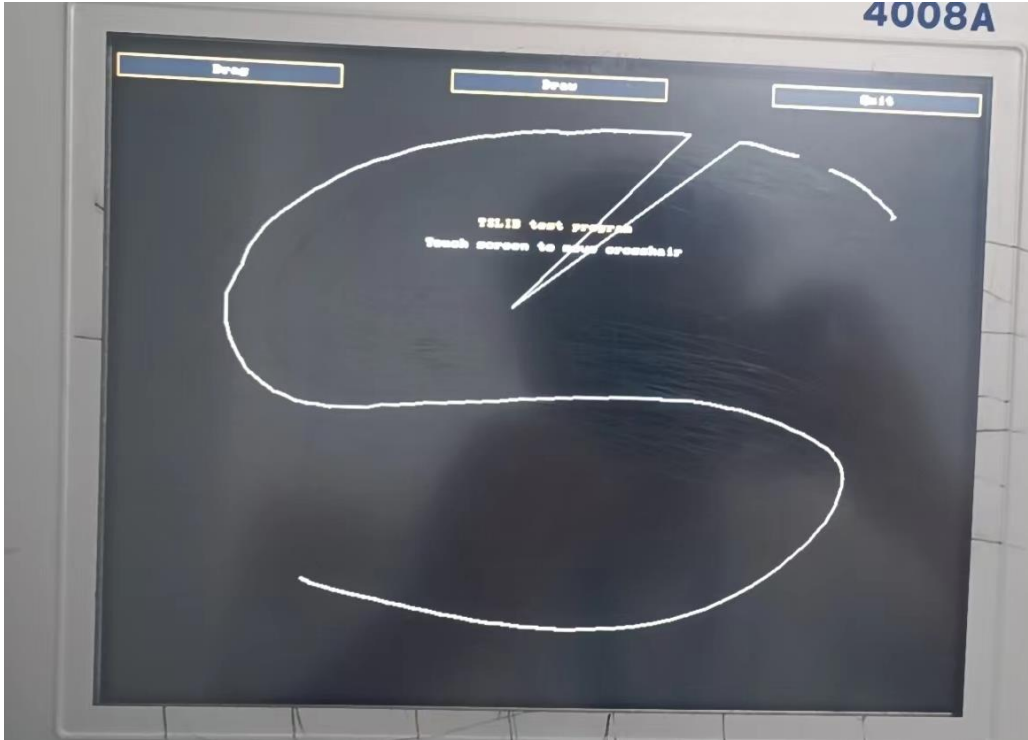 4008A
Drag
Draw
Quit
TSLIB test program
Touch screen to move crosshair